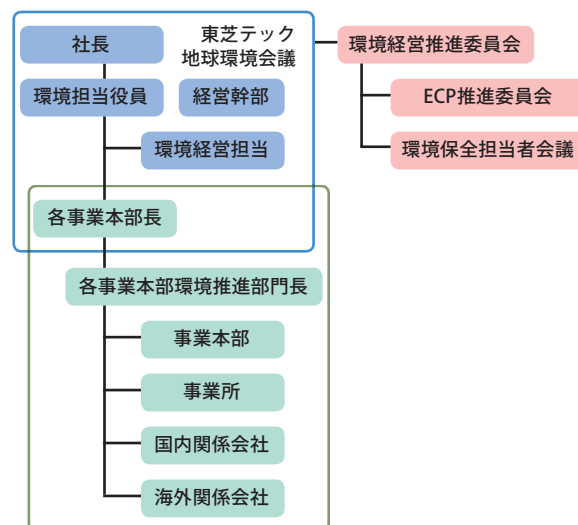 社長
東芝テック
地球環境会議
環境経営推進委員会
環境担当役員
経営幹部
ECP推進委員会
環境経営担当
環境保全担当者会議
各事業本部長
各事業本部環境推進部門長
事業本部
事業所
国内関係会社
海外関係会社